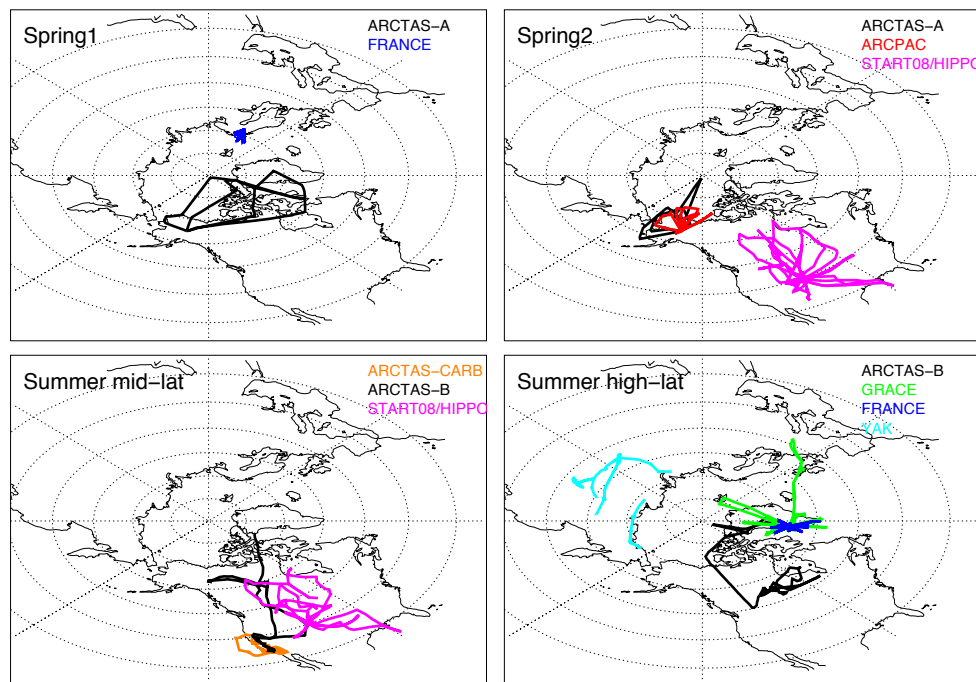 Spring1
ARCTAS-A
FRANCE
Spring2
ARCTAS-A
ARCPAC
START08/HIPPO
Summer mid-lat
ARCTAS-CARB
ARCTAS-B
START08/HIPPO
Summer high-lat
ARCTAS-B
GRACE
FRANCE
YAK